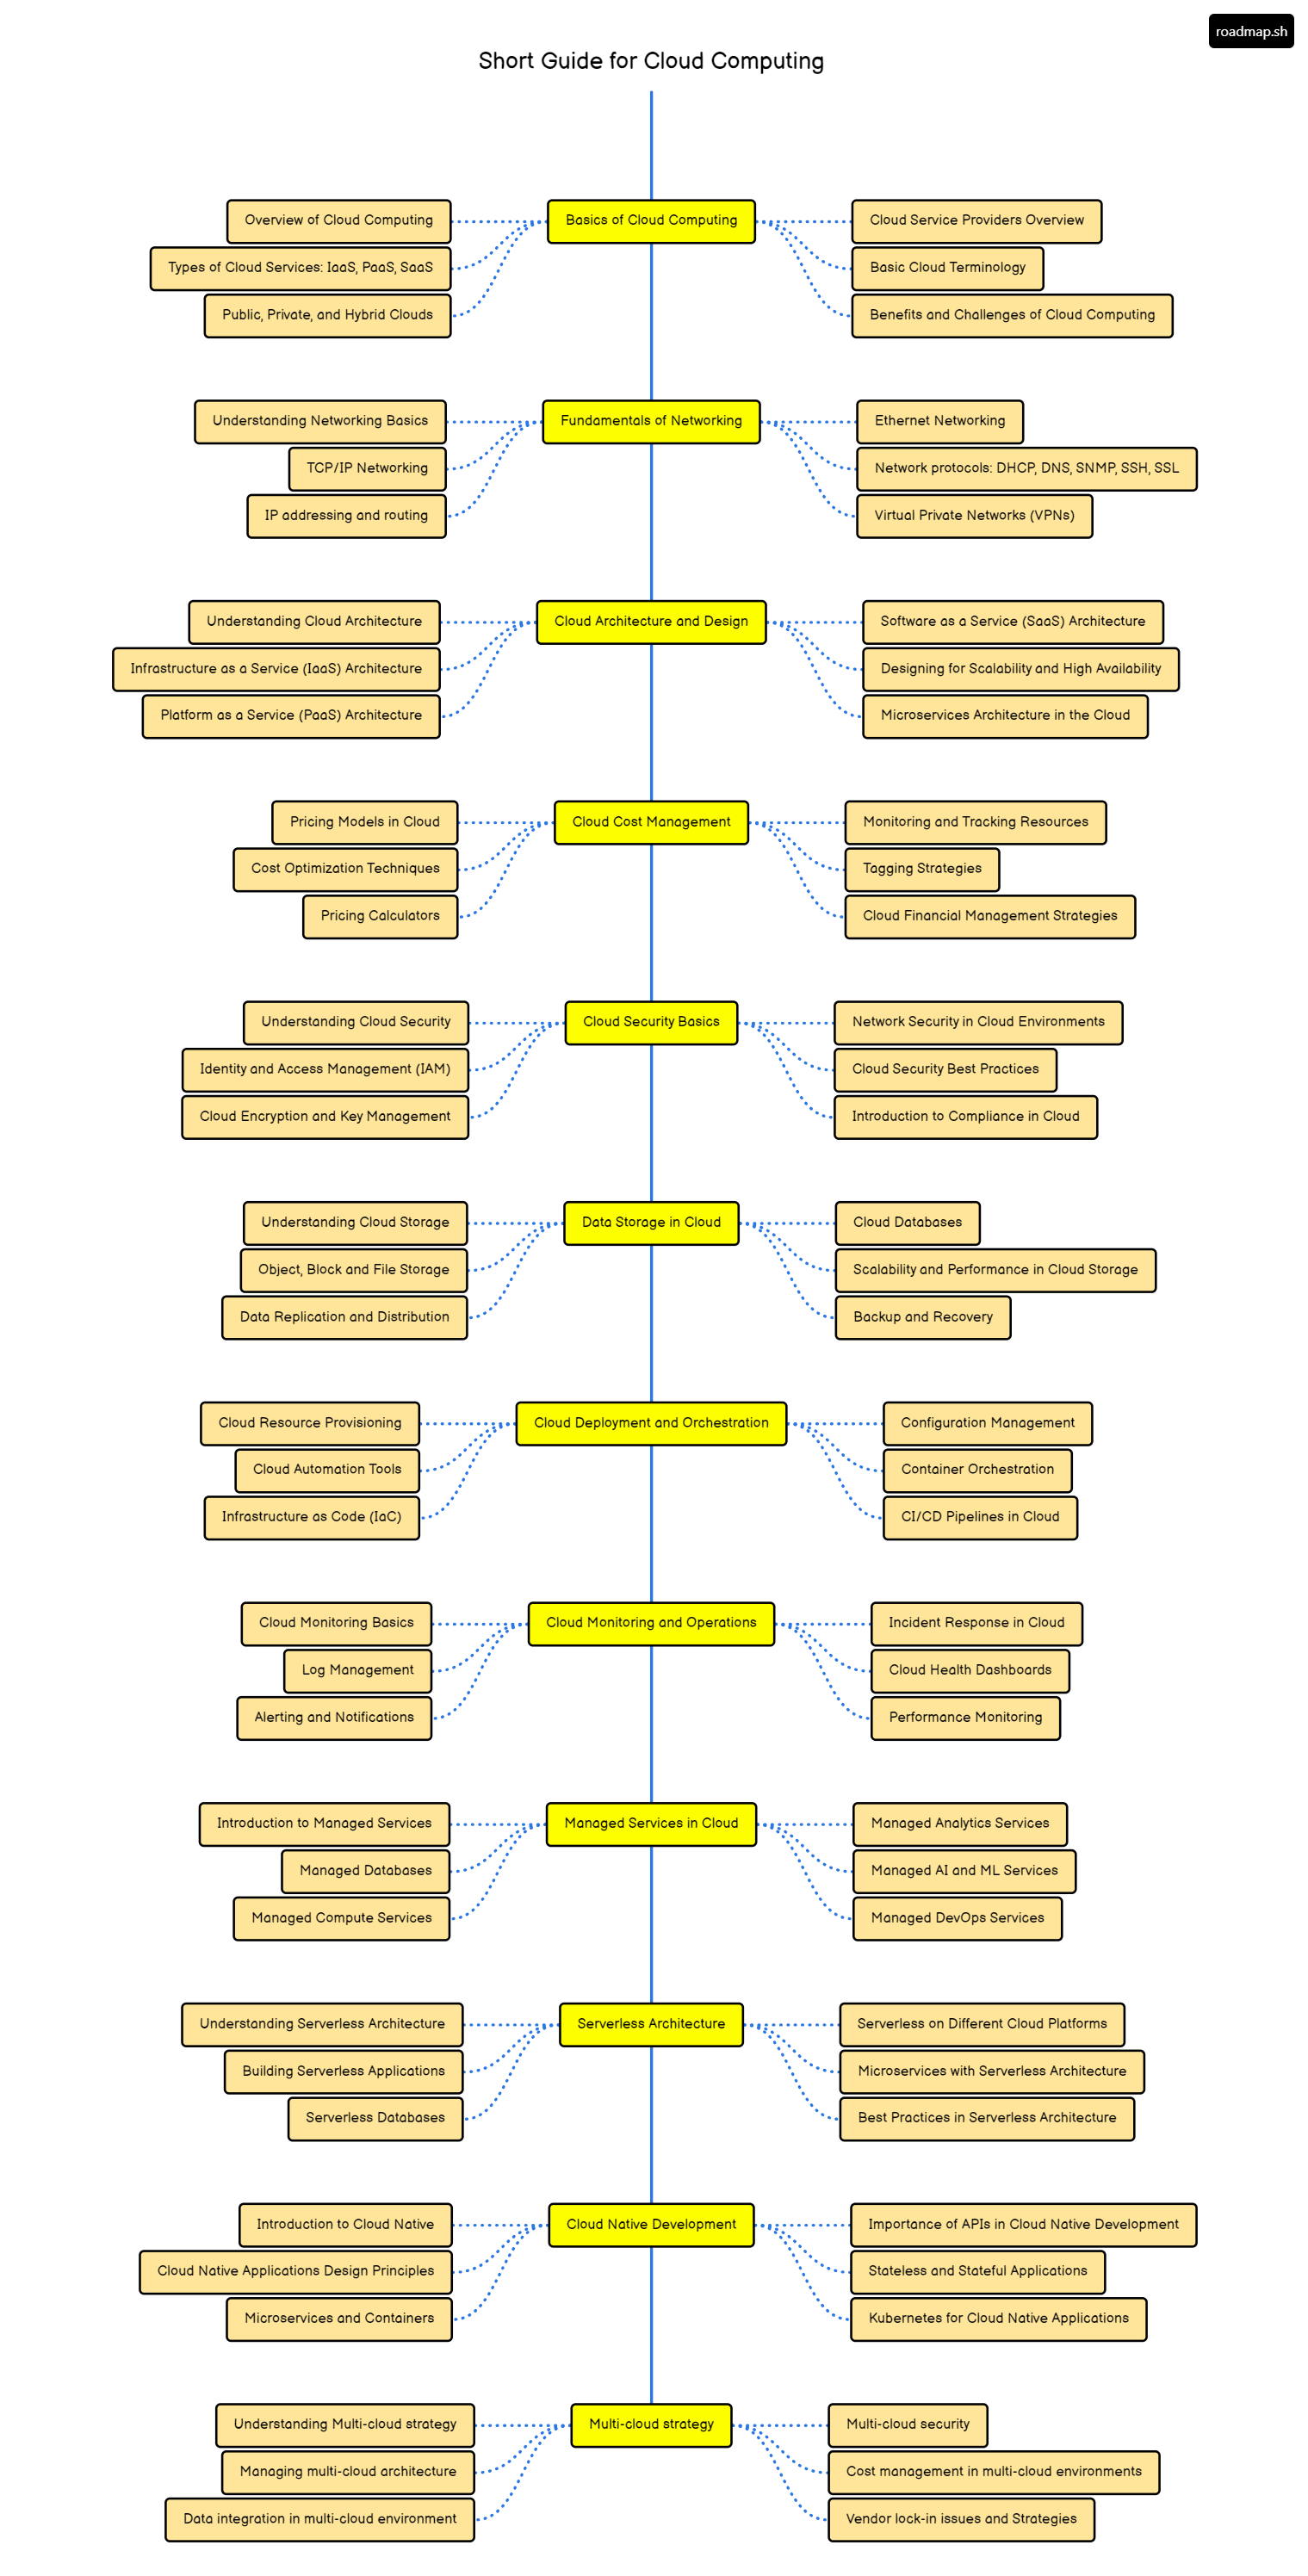 roadmap.sh
Short Guide for Cloud Computing
Basics of Cloud Computing
Overview of Cloud Computing
Types of Cloud Services: IaaS, PaaS, SaaS
Public, Private, and Hybrid Clouds
Cloud Service Providers Overview
Basic Cloud Terminology
Benefits and Challenges of Cloud Computing
Fundamentals of Networking
Understanding Networking Basics
TCP/IP Networking
IP addressing and routing
Ethernet Networking
Network protocols: DHCP, DNS, SNMP, SSH, SSL
Virtual Private Networks (VPNs)
Cloud Architecture and Design
Understanding Cloud Architecture
Infrastructure as a Service (IaaS) Architecture
Platform as a Service (PaaS) Architecture
Software as a Service (SaaS) Architecture
Designing for Scalability and High Availability
Microservices Architecture in the Cloud
Cloud Cost Management
Pricing Models in Cloud
Cost Optimization Techniques
Pricing Calculators
Monitoring and Tracking Resources
Tagging Strategies
Cloud Financial Management Strategies
Cloud Security Basics
Understanding Cloud Security
Identity and Access Management (IAM)
Cloud Encryption and Key Management
Network Security in Cloud Environments
Cloud Security Best Practices
Introduction to Compliance in Cloud
Data Storage in Cloud
Understanding Cloud Storage
Object, Block and File Storage
Data Replication and Distribution
Cloud Databases
Scalability and Performance in Cloud Storage
Backup and Recovery
Cloud Deployment and Orchestration
Cloud Resource Provisioning
Cloud Automation Tools
Infrastructure as Code (IaC)
Configuration Management
Container Orchestration
CI/CD Pipelines in Cloud
Cloud Monitoring and Operations
Cloud Monitoring Basics
Log Management
Alerting and Notifications
Incident Response in Cloud
Cloud Health Dashboards
Performance Monitoring
Managed Services in Cloud
Introduction to Managed Services
Managed Databases
Managed Compute Services
Managed Analytics Services
Managed AI and ML Services
Managed DevOps Services
Serverless Architecture
Understanding Serverless Architecture
Building Serverless Applications
Serverless Databases
Serverless on Different Cloud Platforms
Microservices with Serverless Architecture
Best Practices in Serverless Architecture
Cloud Native Development
Introduction to Cloud Native
Cloud Native Applications Design Principles
Microservices and Containers
Importance of APIs in Cloud Native Development
Stateless and Stateful Applications
Kubernetes for Cloud Native Applications
Multi-cloud strategy
Understanding Multi-cloud strategy
Managing multi-cloud architecture
Data integration in multi-cloud environment
Multi-cloud security
Cost management in multi-cloud environments
Vendor lock-in issues and Strategies